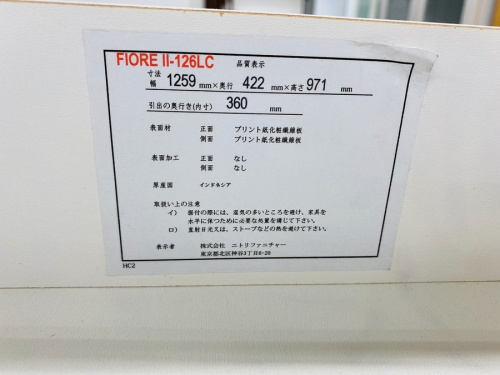 FIORE II-126LC 品質表示
寸法
幅 1259 mm×奥行 422 mm×高さ 971 mm
引出の奥行き(内寸) 360 mm
表面材 正面 プリント紙化粧繊維板
側面 プリント紙化粧繊維板
表面加工 正面 なし
側面 なし
原産国 インドネシア
取扱い上の注意
イ) 据付の際には、湿気の多いところを避け、家具を
水平に保つために必要な処置を講じて下さい。
ロ) 直射日光又は、ストーブなどの熱を避けて下さい。
表示者 株式会社 ニトリファニチャー
東京都北区神谷3丁目6-20
HC2